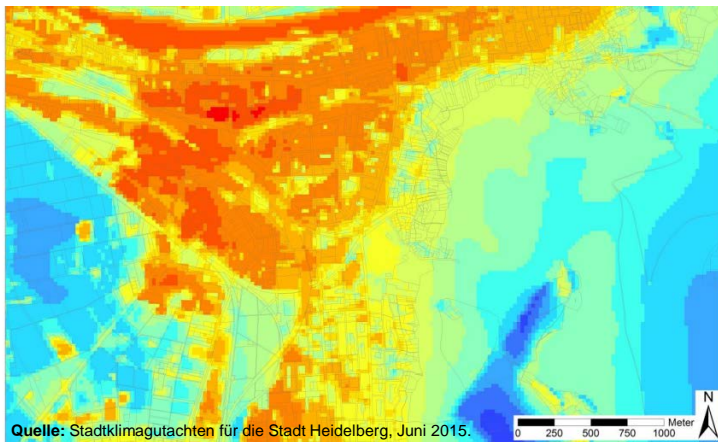 Meter
N
0 250 500 750 1000
Quelle: Stadtklimagutachten für die Stadt Heidelberg, Juni 2015.